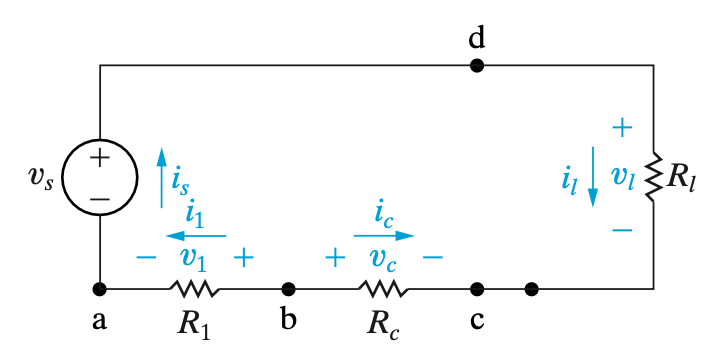 d
+
v_s
−
i_s
i_1
− v_1 +
i_c
+ v_c −
+
i_l
v_l
−
R_l
a
R_1
b
R_c
c